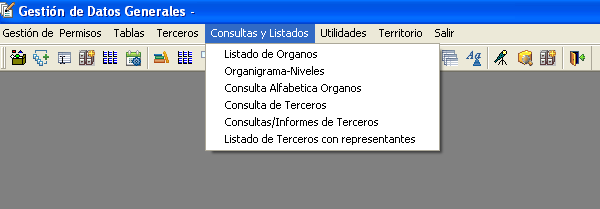 Gestión de Datos Generales -
Gestión de Permisos Tablas Terceros Consultas y Listados Utilidades Territorio Salir
Listado de Organos
Organigrama-Niveles
Consulta Alfabetica Organos
Consulta de Terceros
Consultas/Informes de Terceros
Listado de Terceros con representantes